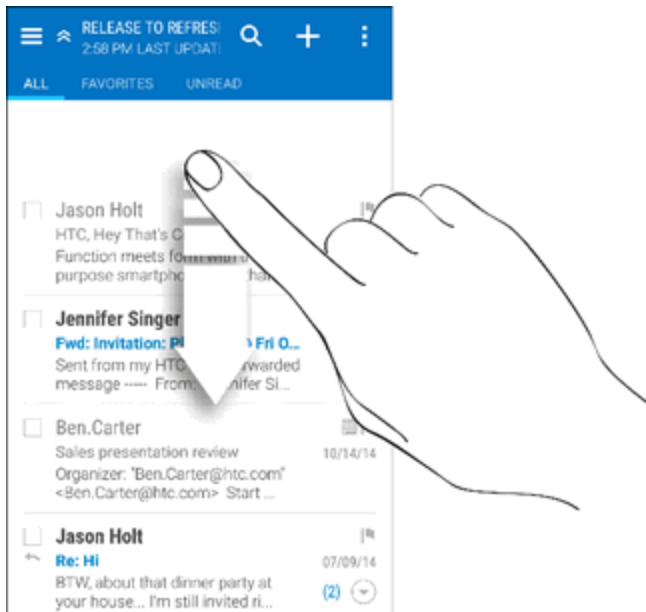 RELEASE TO REFRES
2:58 PM LAST UPDATI
ALL FAVORITES UNREAD
Jason Holt
HTC, Hey That's C
Function meets form with
purpose smartpho
Jennifer Singer
Fwd: Invitation: Fri O...
Sent from my HTC rwarded
message ----- From: nifer Si...
Ben.Carter
Sales presentation review 10/14/14
Organizer: "Ben.Carter@htc.com"
<Ben.Carter@htc.com> Start ...
Jason Holt
Re: Hi 07/09/14
BTW, about that dinner party at
your house... I'm still invited ri... (2)